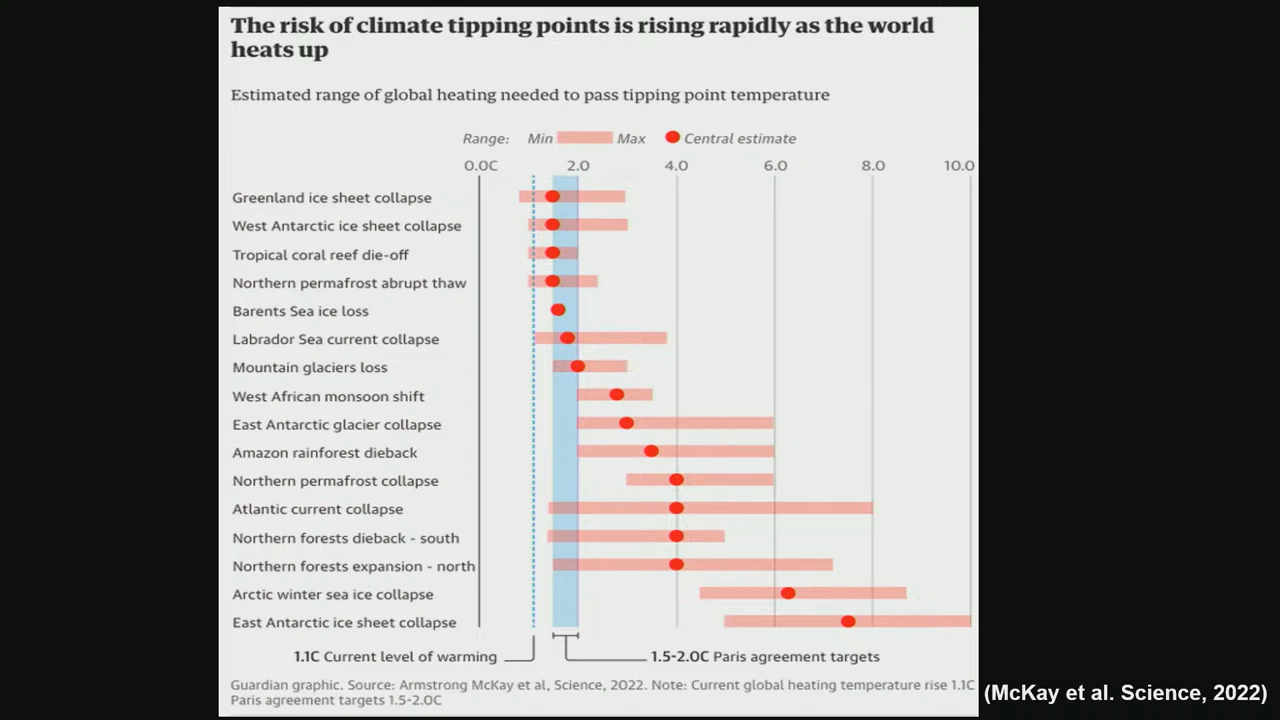 The risk of climate tipping points is rising rapidly as the world
heats up
Estimated range of global heating needed to pass tipping point temperature
Range: Min Max Central estimate
0.0C 2.0 4.0 6.0 8.0 10.0
Greenland ice sheet collapse
West Antarctic ice sheet collapse
Tropical coral reef die-off
Northern permafrost abrupt thaw
Barents Sea ice loss
Labrador Sea current collapse
Mountain glaciers loss
West African monsoon shift
East Antarctic glacier collapse
Amazon rainforest dieback
Northern permafrost collapse
Atlantic current collapse
Northern forests dieback - south
Northern forests expansion - north
Arctic winter sea ice collapse
East Antarctic ice sheet collapse
1.1C Current level of warming 1.5-2.0C Paris agreement targets
Guardian graphic. Source: Armstrong McKay et al, Science, 2022. Note: Current global heating temperature rise 1.1C
Paris agreement targets 1.5-2.0C
(McKay et al. Science, 2022)